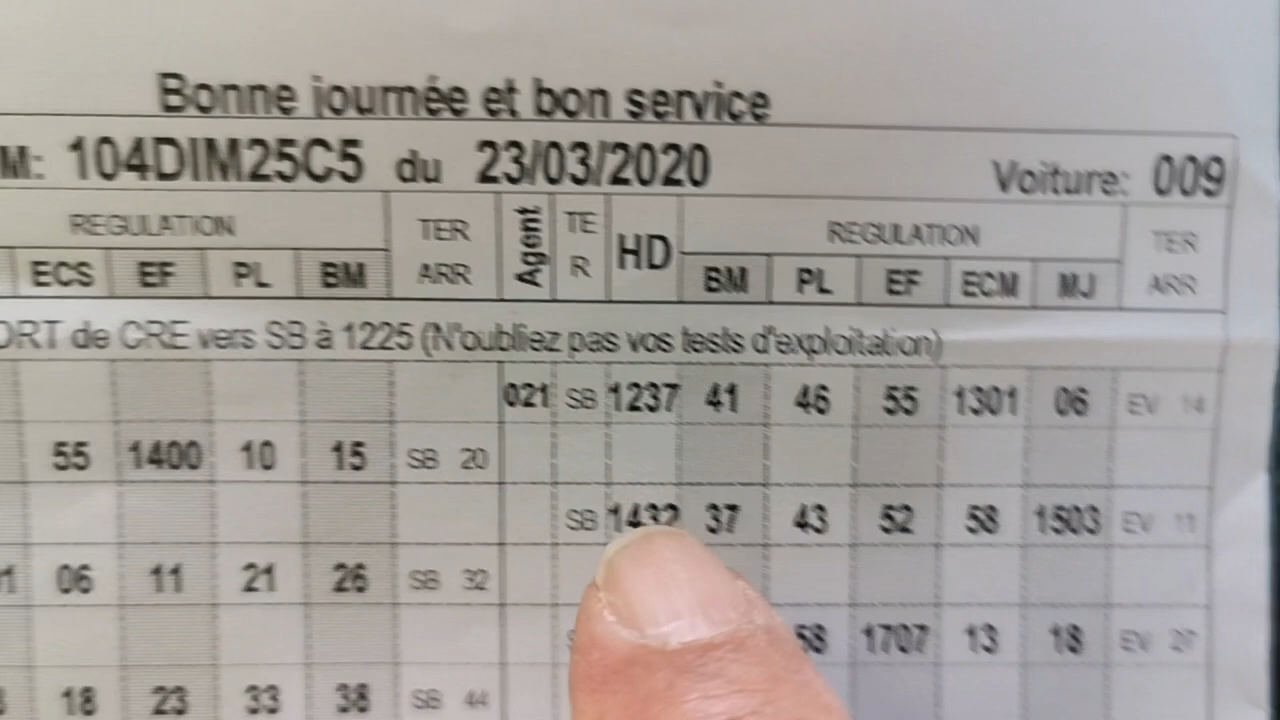 Bonne journée et bon service
M: 104DIM25C5 du 23/03/2020 Voiture: 009
REGULATION TER ARR Agent TE R HD REGULATION TER ARR
ECS EF PL BM BM PL EF ECM MJ
ORT de CRE vers SB à 1225 (N'oubliez pas vos tests d'exploitation)
021 SB 1237 41 46 55 1301 06 EV 14
55 1400 10 15 SB 20
SB 1432 37 43 52 58 1503 EV 11
06 11 21 26 SB 32
58 1707 13 18 EV 27
18 23 33 38 SB 44